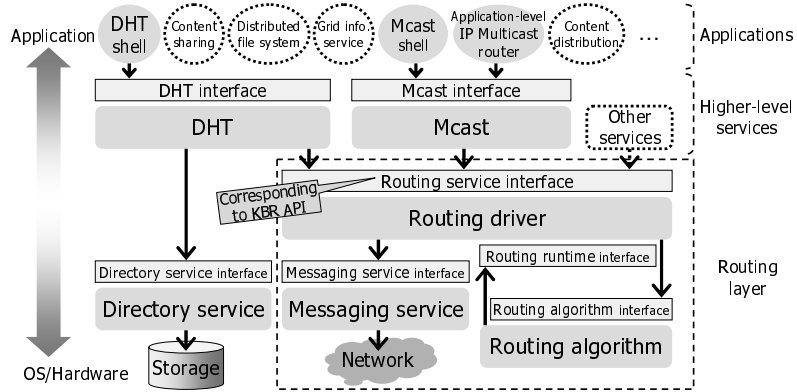 Application
DHT
shell
Content
sharing
Distributed
file system
Grid info.
service
Mcast
shell
Application-level
IP Multicast
router
Content
distribution
...
Applications
DHT interface
Mcast interface
DHT
Mcast
Other
services
Higher-level
services
Corresponding
to KBR API
Routing service interface
Routing driver
Routing runtime interface
Directory service interface
Messaging service interface
Routing
layer
Directory service
Messaging service
Routing algorithm interface
Routing algorithm
OS/Hardware
Storage
Network